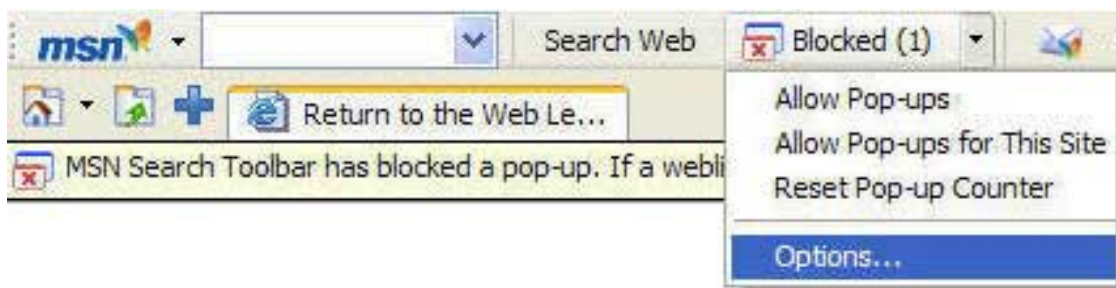 msn Search Web Blocked (1)
Return to the Web Le...
MSN Search Toolbar has blocked a pop-up. If a webli
Allow Pop-ups
Allow Pop-ups for This Site
Reset Pop-up Counter
Options...